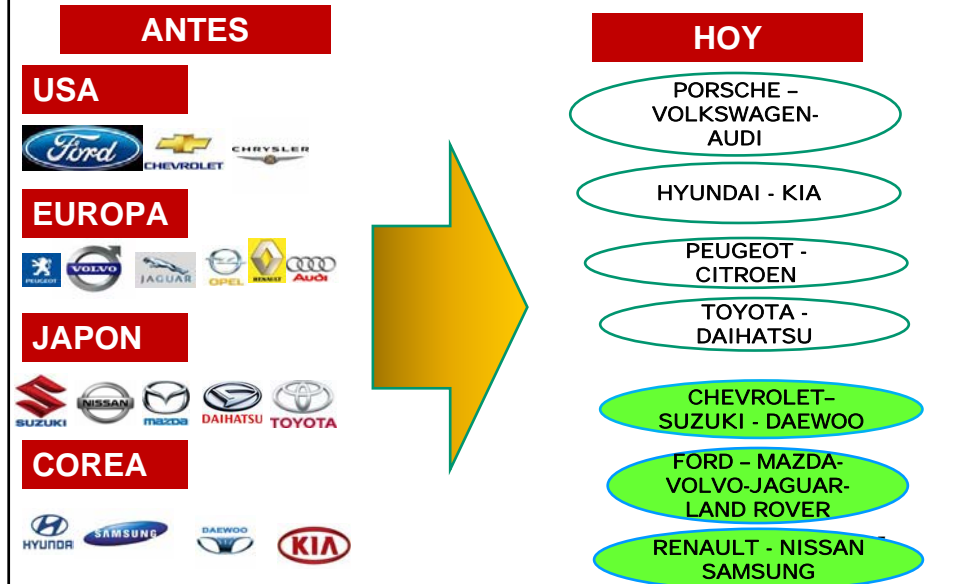 ANTES
USA
Ford
CHEVROLET
CHRYSLER
EUROPA
PEUGEOT
VOLVO
JAGUAR
OPEL
RENAULT
Audi
JAPON
SUZUKI
NISSAN
mazda
DAIHATSU
TOYOTA
COREA
HYUNDAI
SAMSUNG
DAEWOO
KIA
HOY
PORSCHE –
VOLKSWAGEN-
AUDI
HYUNDAI - KIA
PEUGEOT -
CITROEN
TOYOTA -
DAIHATSU
CHEVROLET–
SUZUKI - DAEWOO
FORD – MAZDA-
VOLVO-JAGUAR-
LAND ROVER
RENAULT - NISSAN
SAMSUNG